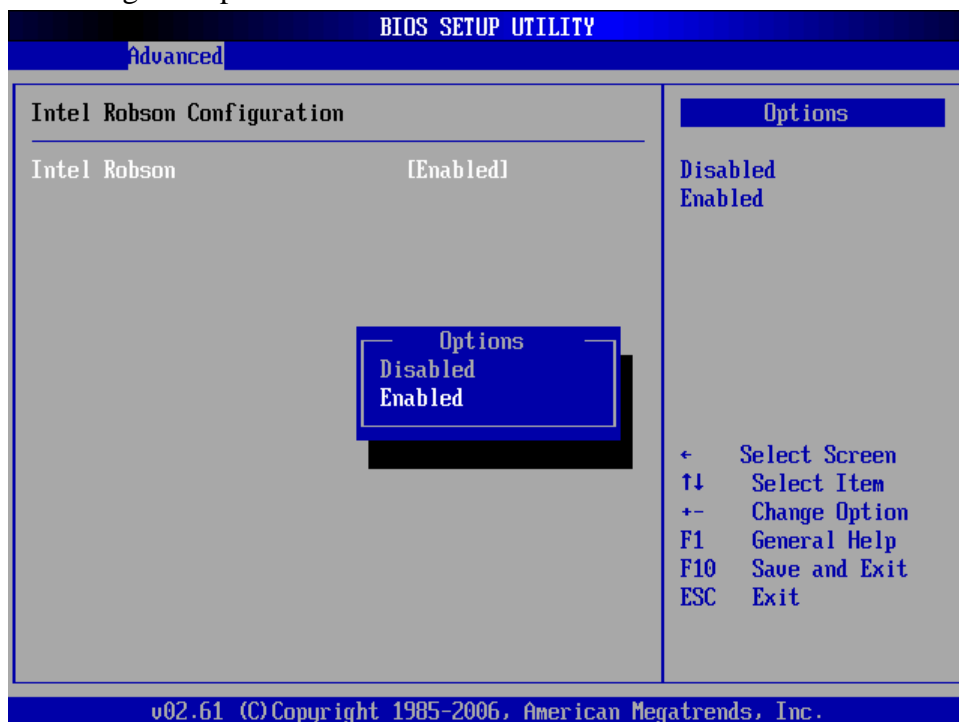 BIOS SETUP UTILITY
Advanced
Intel Robson Configuration
Intel Robson [Enabled]
Options
Disabled
Enabled
Options
Disabled
Enabled
← Select Screen
↑↓ Select Item
+- Change Option
F1 General Help
F10 Save and Exit
ESC Exit
v02.61 (C)Copyright 1985-2006, American Megatrends, Inc.